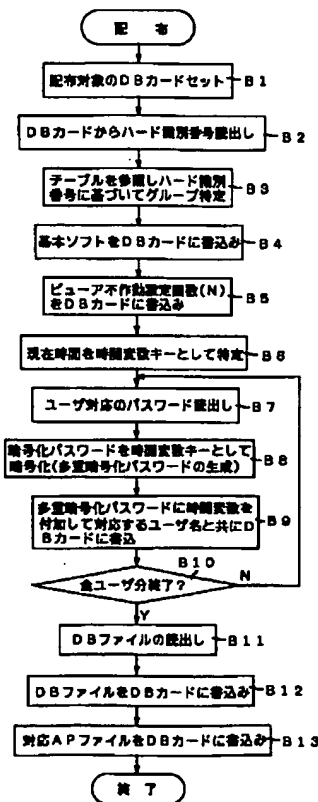 配布
配布対象のDBカードセット B1
DBカードからハード識別番号読出し B2
テーブルを参照しハード識別
番号に基づいてグループ特定 B3
基本ソフトをDBカードに書込み B4
ビューア不作動設定回数(N)
をDBカードに書込み B5
現在時間を時間変数キーとして特定 B6
ユーザ対応のパスワード読出し B7
暗号化パスワードを時間変数キーとして
暗号化(多重暗号化パスワードの生成) B8
多重暗号化パスワードに時間変数を
付加して対応するユーザ名と共にD
Bカードに書込 B9
B10
全ユーザ分終了? N
Y
DBファイルの読出し B11
DBファイルをDBカードに書込み B12
対応APファイルをDBカードに書込み B13
終了